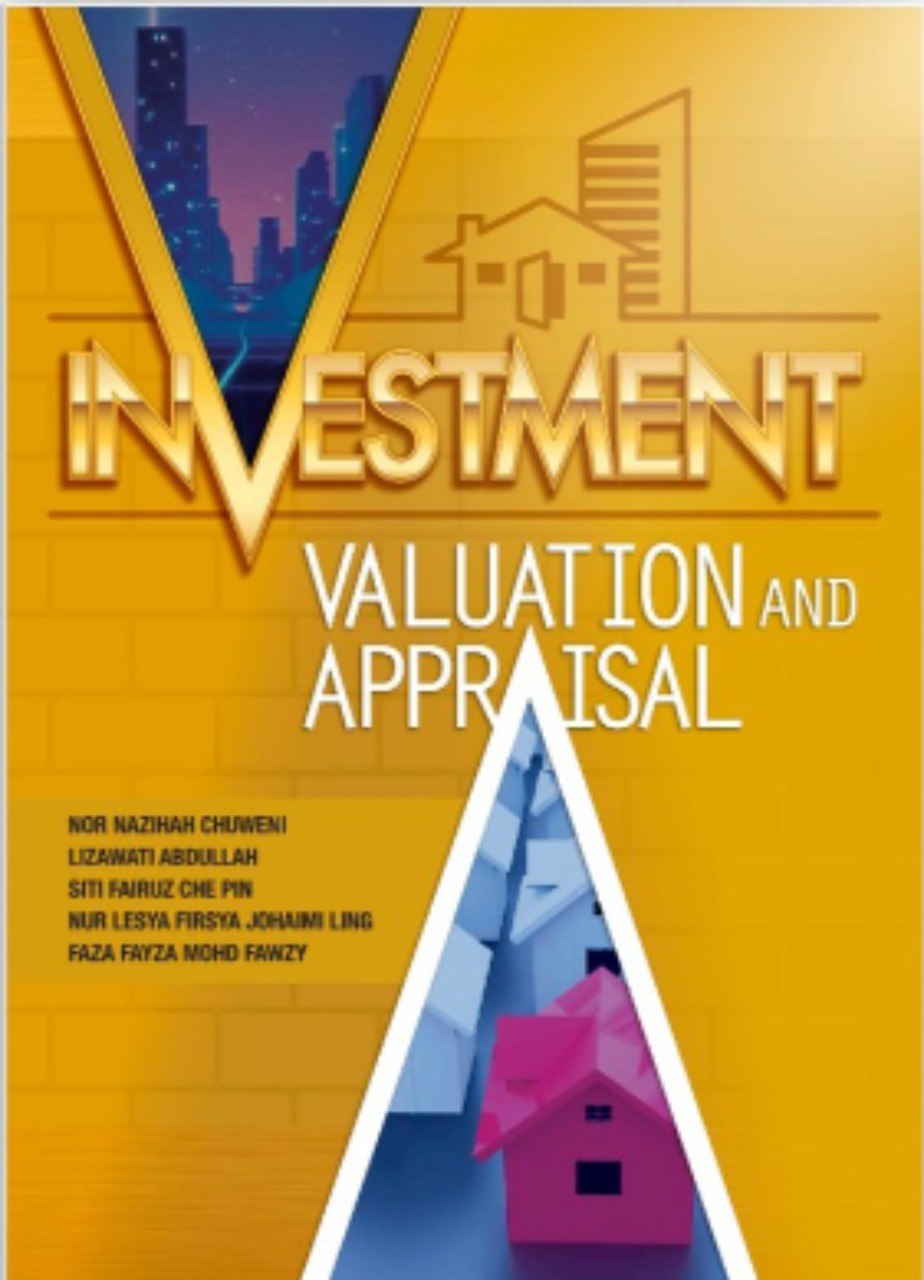 INVESTMENT
VALUATION AND
APPRAISAL
NOR NAZIHAH CHUWENI
LIZAWATI ABDULLAH
SITI FAIRUZ CHE PIN
NUR LESYA FIRSYA JOHAIMI LING
FAZA FAYZA MOHD FAWZY